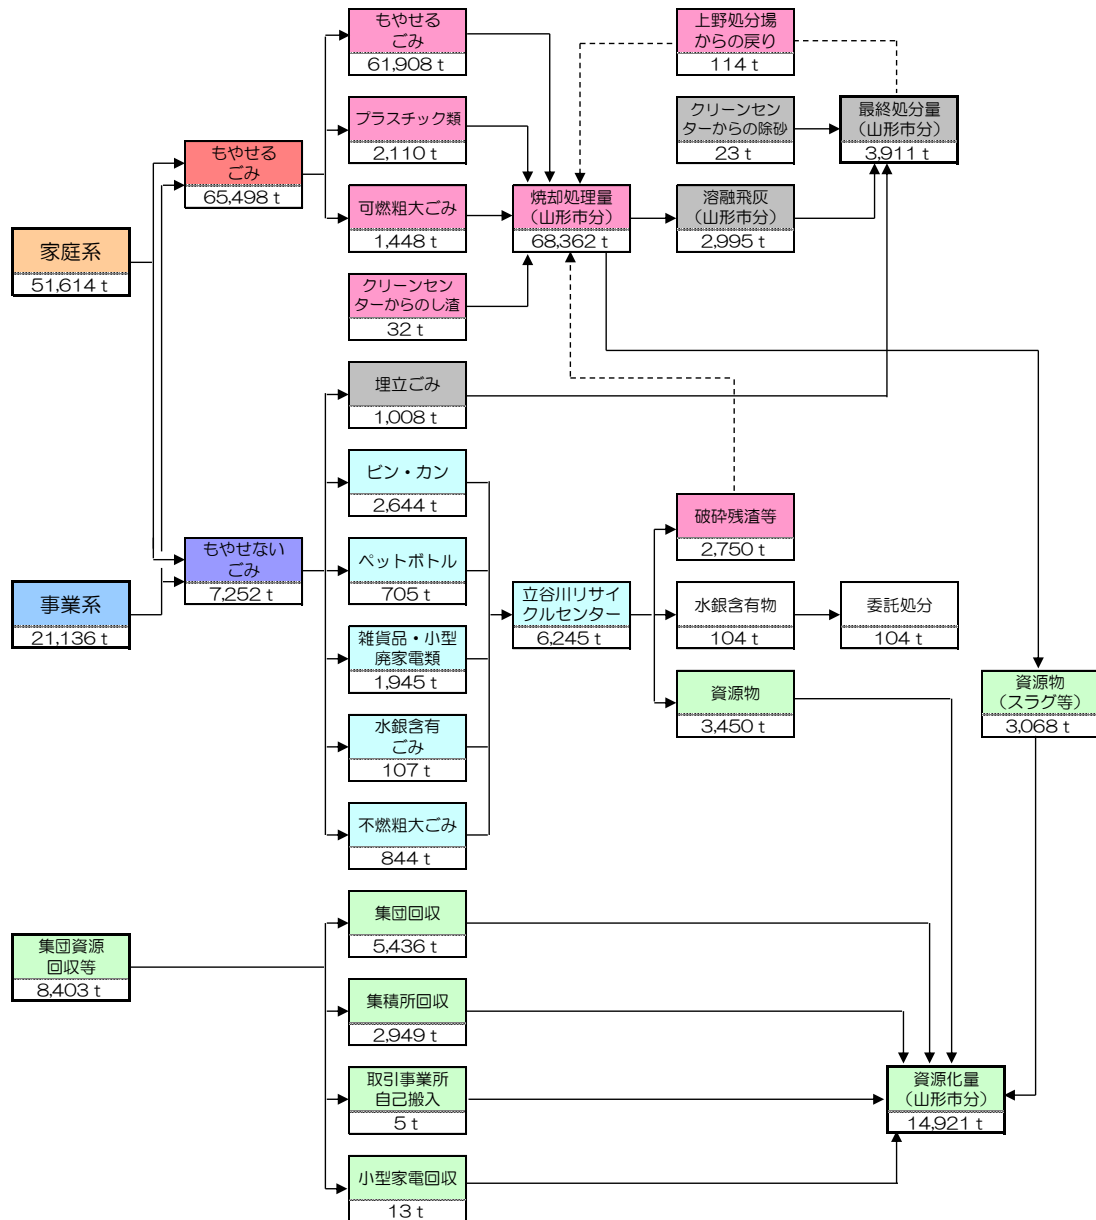 もやせる
ごみ
61,908 t
上野処分場
からの戻り
114 t
プラスチック類
2,110 t
クリーンセン
ターからの除砂
23 t
最終処分量
(山形市分)
3,911 t
もやせる
ごみ
65,498 t
可燃粗大ごみ
1,448 t
焼却処理量
(山形市分)
68,362 t
溶融飛灰
(山形市分)
2,995 t
家庭系
51,614 t
クリーンセン
ターからのし渣
32 t
埋立ごみ
1,008 t
ビン・カン
2,644 t
破砕残渣等
2,750 t
もやせない
ごみ
7,252 t
ペットボトル
705 t
事業系
21,136 t
立谷川リサイ
クルセンター
6,245 t
水銀含有物
104 t
委託処分
104 t
雑貨品・小型
廃家電類
1,945 t
資源物
3,450 t
資源物
(スラグ等)
3,068 t
水銀含有
ごみ
107 t
不燃粗大ごみ
844 t
集団資源
回収等
8,403 t
集団回収
5,436 t
集積所回収
2,949 t
取引事業所
自己搬入
5 t
資源化量
(山形市分)
14,921 t
小型家電回収
13 t